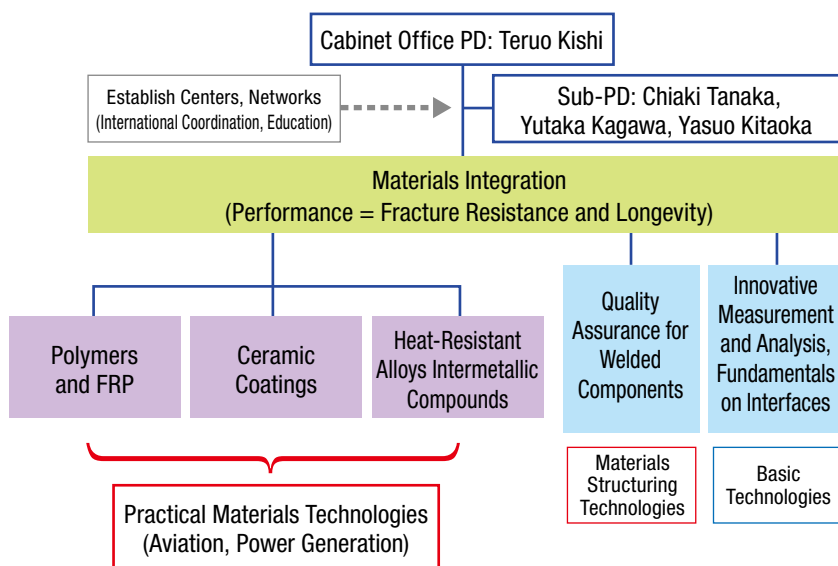 Cabinet Office PD: Teruo Kishi
Establish Centers, Networks
(International Coordination, Education)
Sub-PD: Chiaki Tanaka,
Yutaka Kagawa, Yasuo Kitaoka
Materials Integration
(Performance = Fracture Resistance and Longevity)
Polymers
and FRP
Ceramic
Coatings
Heat-Resistant
Alloys Intermetallic
Compounds
Quality
Assurance for
Welded
Components
Innovative
Measurement
and Analysis,
Fundamentals
on Interfaces
Practical Materials Technologies
(Aviation, Power Generation)
Materials
Structuring
Technologies
Basic
Technologies